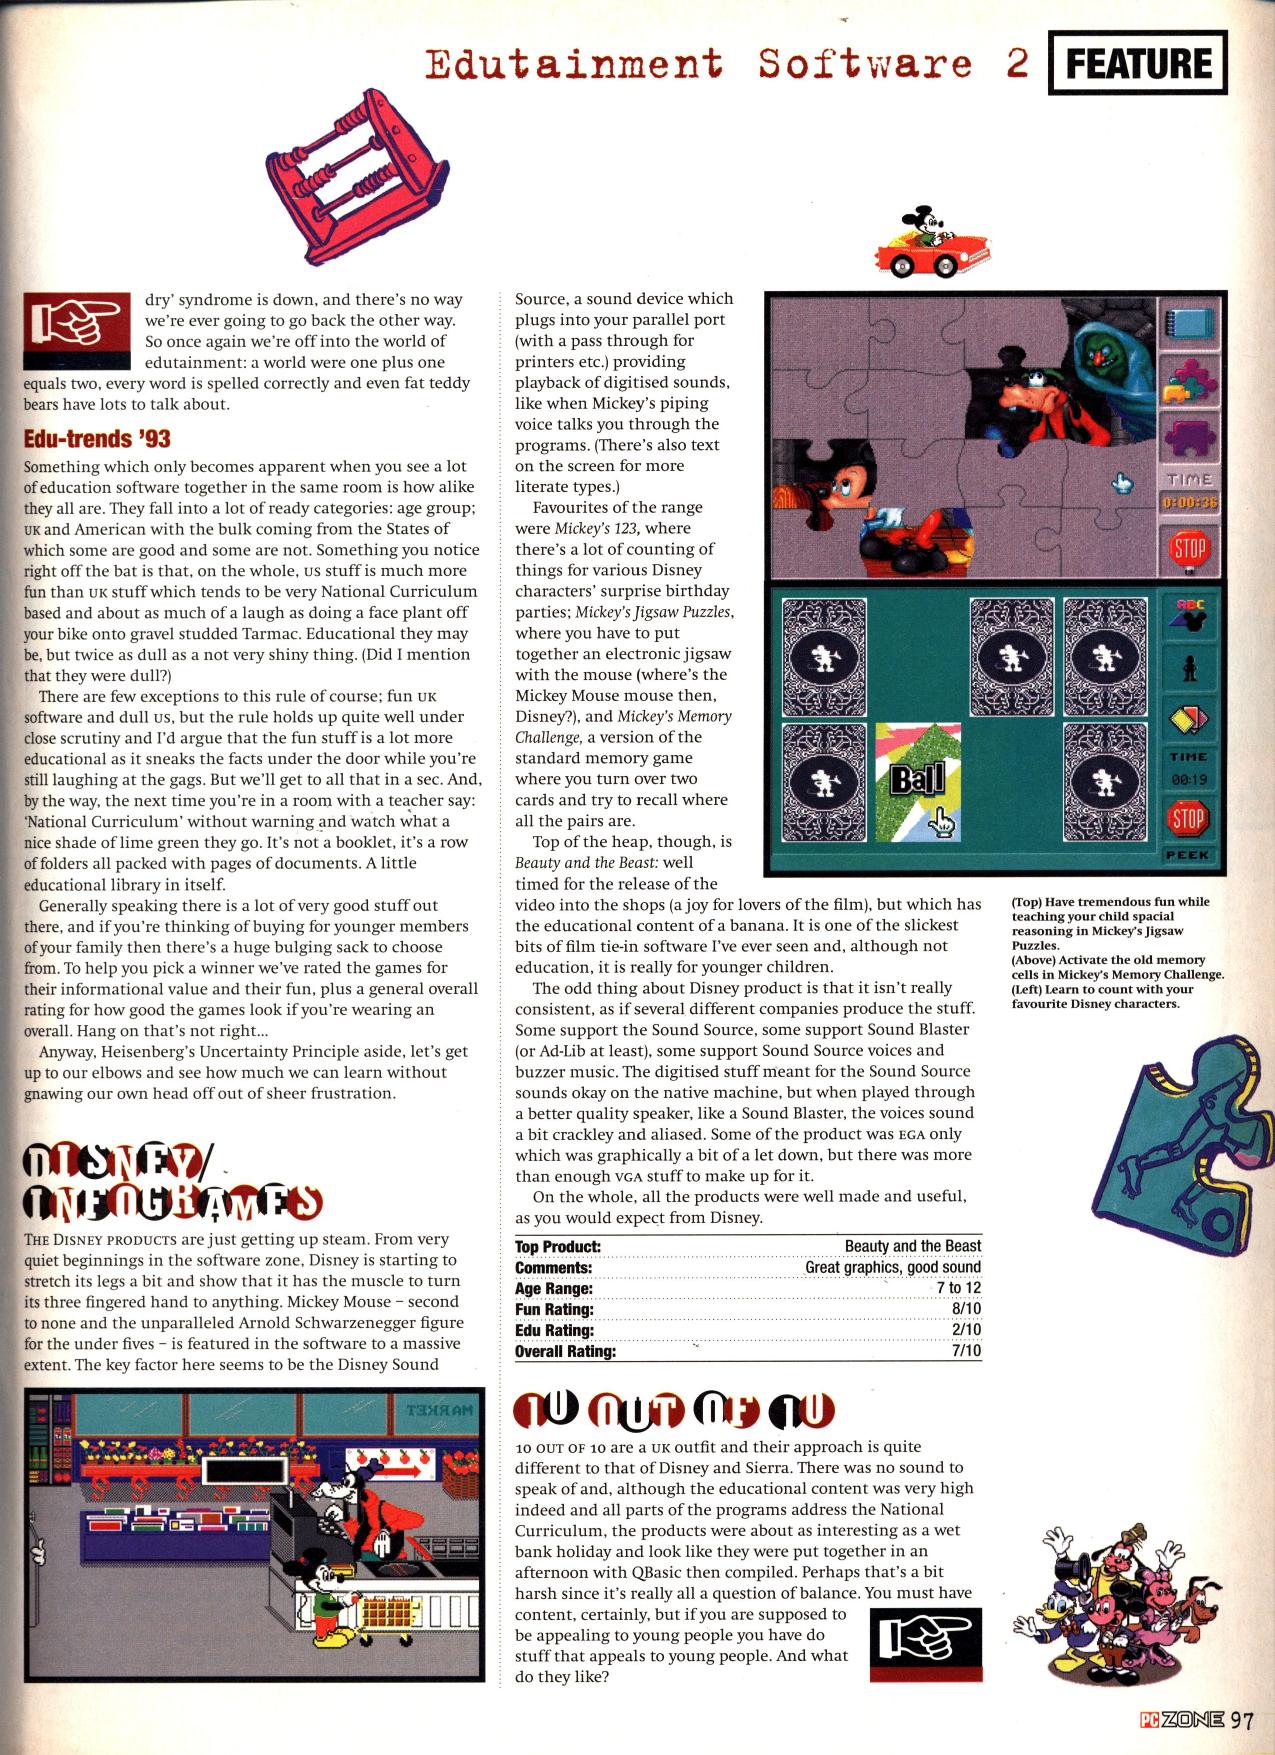 Edutainment Software 2 FEATURE
dry' syndrome is down, and there's no way
we're ever going to go back the other way.
So once again we're off into the world of
edutainment: a world were one plus one
equals two, every word is spelled correctly and even fat teddy
bears have lots to talk about.
Edu-trends '93
Something which only becomes apparent when you see a lot
of education software together in the same room is how alike
they all are. They fall into a lot of ready categories: age group;
UK and American with the bulk coming from the States of
which some are good and some are not. Something you notice
right off the bat is that, on the whole, US stuff is much more
fun than UK stuff which tends to be very National Curriculum
based and about as much of a laugh as doing a face plant off
your bike onto gravel studded Tarmac. Educational they may
be, but twice as dull as a not very shiny thing. (Did I mention
that they were dull?)
There are few exceptions to this rule of course; fun UK
software and dull US, but the rule holds up quite well under
close scrutiny and I'd argue that the fun stuff is a lot more
educational as it sneaks the facts under the door while you're
still laughing at the gags. But we'll get to all that in a sec. And,
by the way, the next time you're in a room with a teacher say:
'National Curriculum' without warning and watch what a
nice shade of lime green they go. It's not a booklet, it's a row
of folders all packed with pages of documents. A little
educational library in itself.
Generally speaking there is a lot of very good stuff out
there, and if you're thinking of buying for younger members
of your family then there's a huge bulging sack to choose
from. To help you pick a winner we've rated the games for
their informational value and their fun, plus a general overall
rating for how good the games look if you're wearing an
overall. Hang on that's not right...
Anyway, Heisenberg's Uncertainty Principle aside, let's get
up to our elbows and see how much we can learn without
gnawing our own head off out of sheer frustration.
DISNEY/
INFOGRAMES
THE DISNEY PRODUCTS are just getting up steam. From very
quiet beginnings in the software zone, Disney is starting to
stretch its legs a bit and show that it has the muscle to turn
its three fingered hand to anything. Mickey Mouse – second
to none and the unparalleled Arnold Schwarzenegger figure
for the under fives – is featured in the software to a massive
extent. The key factor here seems to be the Disney Sound
MARKET
Source, a sound device which
plugs into your parallel port
(with a pass through for
printers etc.) providing
playback of digitised sounds,
like when Mickey's piping
voice talks you through the
programs. (There's also text
on the screen for more
literate types.)
Favourites of the range
were Mickey's 123, where
there's a lot of counting of
things for various Disney
characters' surprise birthday
parties; Mickey's Jigsaw Puzzles,
where you have to put
together an electronic jigsaw
with the mouse (where's the
Mickey Mouse mouse then,
Disney?), and Mickey's Memory
Challenge, a version of the
standard memory game
where you turn over two
cards and try to recall where
all the pairs are.
Top of the heap, though, is
Beauty and the Beast: well
timed for the release of the
video into the shops (a joy for lovers of the film), but which has
the educational content of a banana. It is one of the slickest
bits of film tie-in software I've ever seen and, although not
education, it is really for younger children.
The odd thing about Disney product is that it isn't really
consistent, as if several different companies produce the stuff.
Some support the Sound Source, some support Sound Blaster
(or Ad-Lib at least), some support Sound Source voices and
buzzer music. The digitised stuff meant for the Sound Source
sounds okay on the native machine, but when played through
a better quality speaker, like a Sound Blaster, the voices sound
a bit crackley and aliased. Some of the product was EGA only
which was graphically a bit of a let down, but there was more
than enough VGA stuff to make up for it.
On the whole, all the products were well made and useful,
as you would expect from Disney.
Top Product: Beauty and the Beast
Comments: Great graphics, good sound
Age Range: 7 to 12
Fun Rating: 8/10
Edu Rating: 2/10
Overall Rating: 7/10
10 OUT OF 10
10 OUT OF 10 are a UK outfit and their approach is quite
different to that of Disney and Sierra. There was no sound to
speak of and, although the educational content was very high
indeed and all parts of the programs address the National
Curriculum, the products were about as interesting as a wet
bank holiday and look like they were put together in an
afternoon with QBasic then compiled. Perhaps that's a bit
harsh since it's really all a question of balance. You must have
content, certainly, but if you are supposed to
be appealing to young people you have do
stuff that appeals to young people. And what
do they like?
TIME
0:00:36
STOP
ABC
TIME
00:19
STOP
PEEK
Ball
(Top) Have tremendous fun while
teaching your child spacial
reasoning in Mickey's Jigsaw
Puzzles.
(Above) Activate the old memory
cells in Mickey's Memory Challenge.
(Left) Learn to count with your
favourite Disney characters.
PC ZONE 97